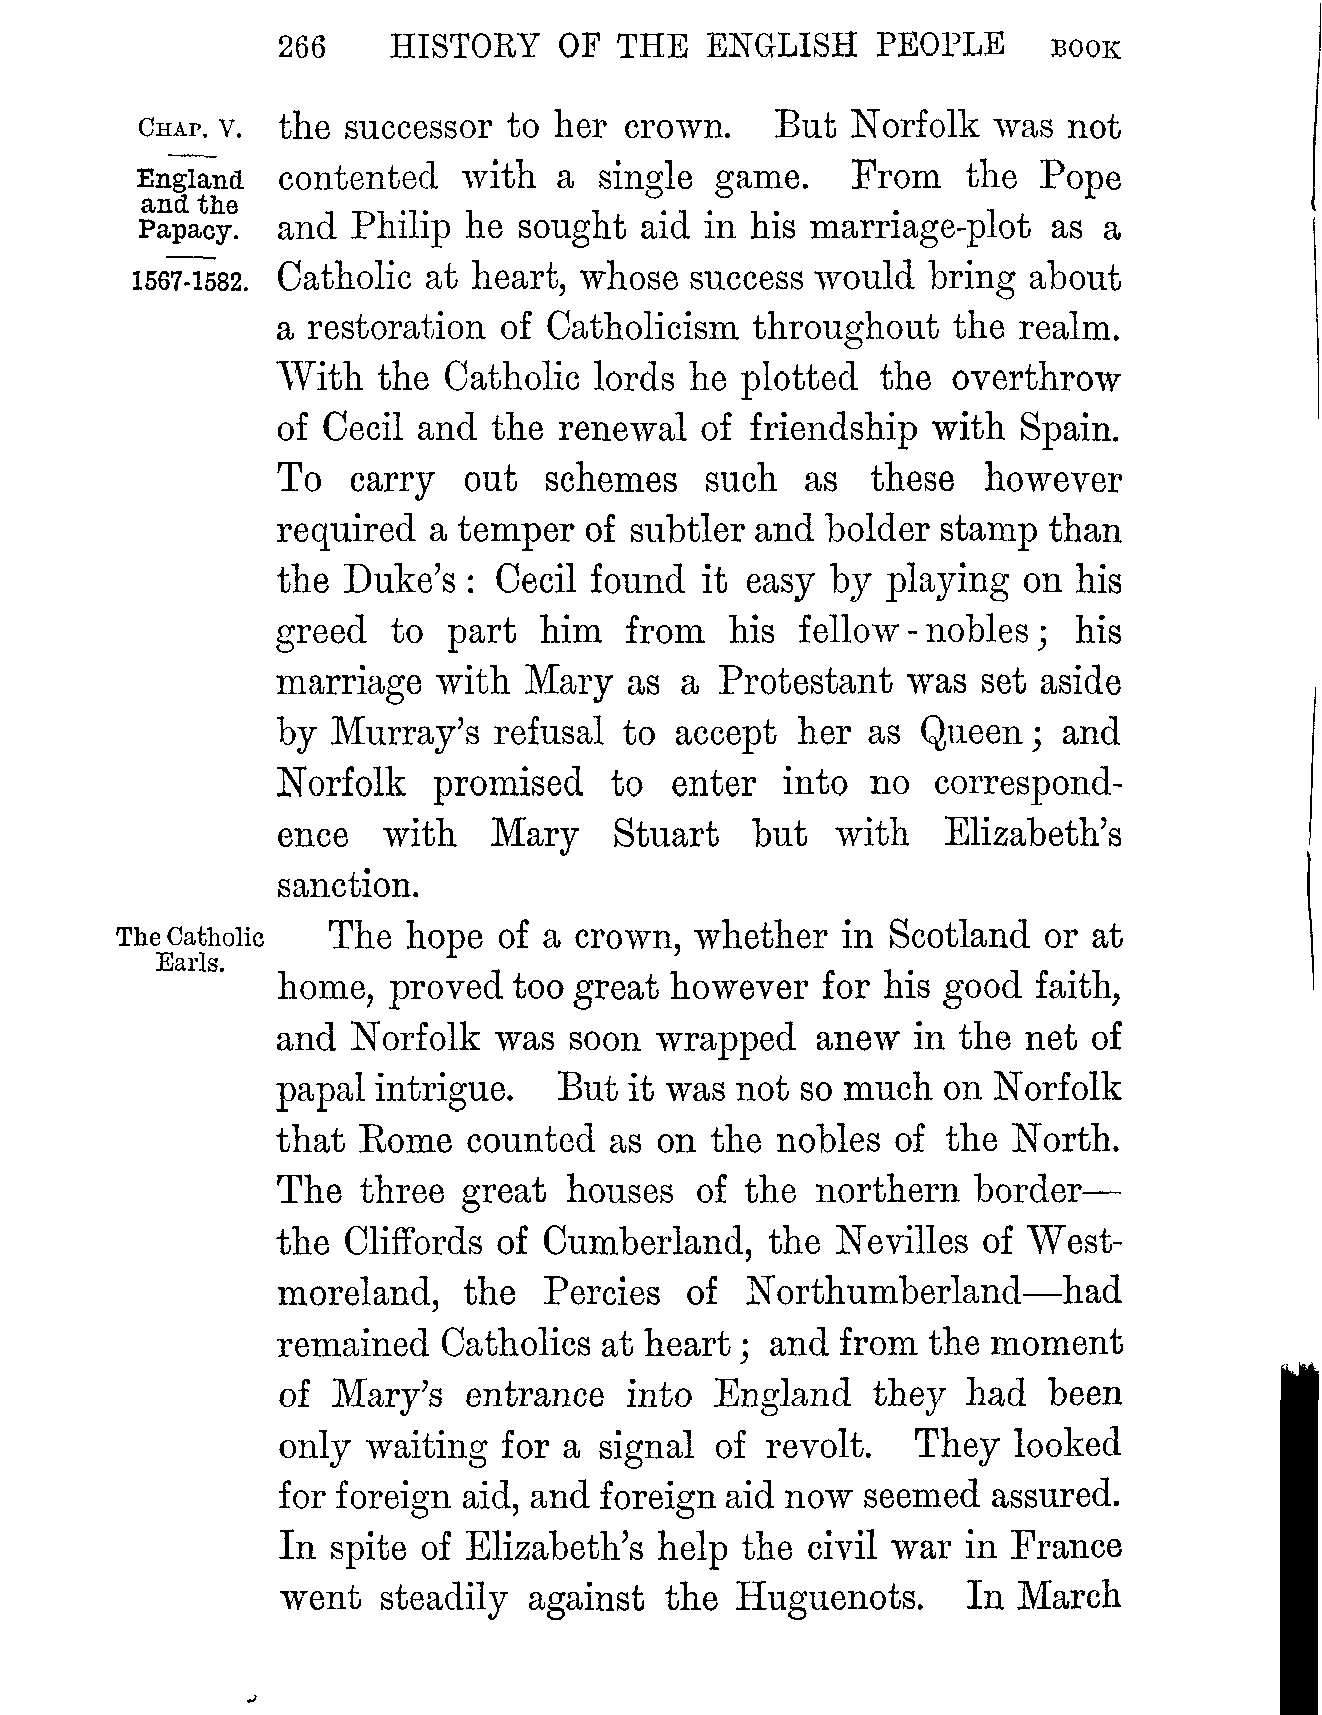 266 HISTORY OF THE ENGLISH PEOPLE BOOK
CHAP. V.
England
and the
Papacy.
1567-1582.
the successor to her crown. But Norfolk was not
contented with a single game. From the Pope
and Philip he sought aid in his marriage-plot as a
Catholic at heart, whose success would bring about
a restoration of Catholicism throughout the realm.
With the Catholic lords he plotted the overthrow
of Cecil and the renewal of friendship with Spain.
To carry out schemes such as these however
required a temper of subtler and bolder stamp than
the Duke's : Cecil found it easy by playing on his
greed to part him from his fellow-nobles ; his
marriage with Mary as a Protestant was set aside
by Murray's refusal to accept her as Queen ; and
Norfolk promised to enter into no correspond-
ence with Mary Stuart but with Elizabeth's
sanction.
The Catholic
Earls.
The hope of a crown, whether in Scotland or at
home, proved too great however for his good faith,
and Norfolk was soon wrapped anew in the net of
papal intrigue. But it was not so much on Norfolk
that Rome counted as on the nobles of the North.
The three great houses of the northern border—
the Cliffords of Cumberland, the Nevilles of West-
moreland, the Percies of Northumberland—had
remained Catholics at heart ; and from the moment
of Mary's entrance into England they had been
only waiting for a signal of revolt. They looked
for foreign aid, and foreign aid now seemed assured.
In spite of Elizabeth's help the civil war in France
went steadily against the Huguenots. In March